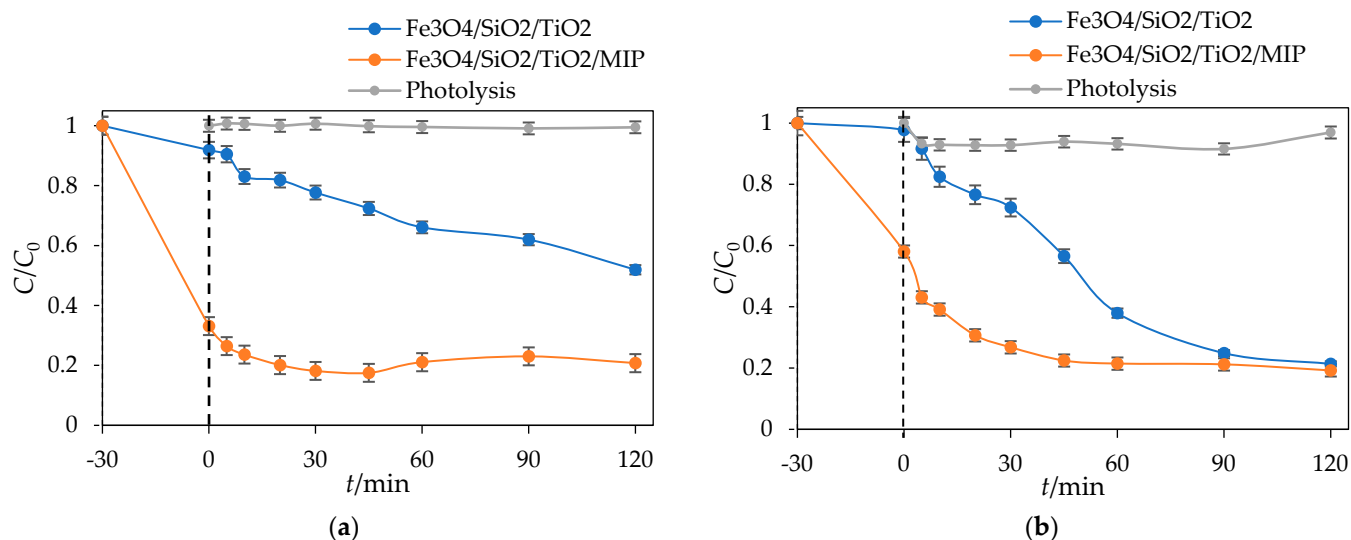 Fe3O4/SiO2/TiO2
Fe3O4/SiO2/TiO2/MIP
Photolysis
1
0.8
0.6
0.4
0.2
0
C/C0
-30 0 30 60 90 120
t/min
(a)
Fe3O4/SiO2/TiO2
Fe3O4/SiO2/TiO2/MIP
Photolysis
1
0.8
0.6
0.4
0.2
0
C/C0
-30 0 30 60 90 120
t/min
(b)